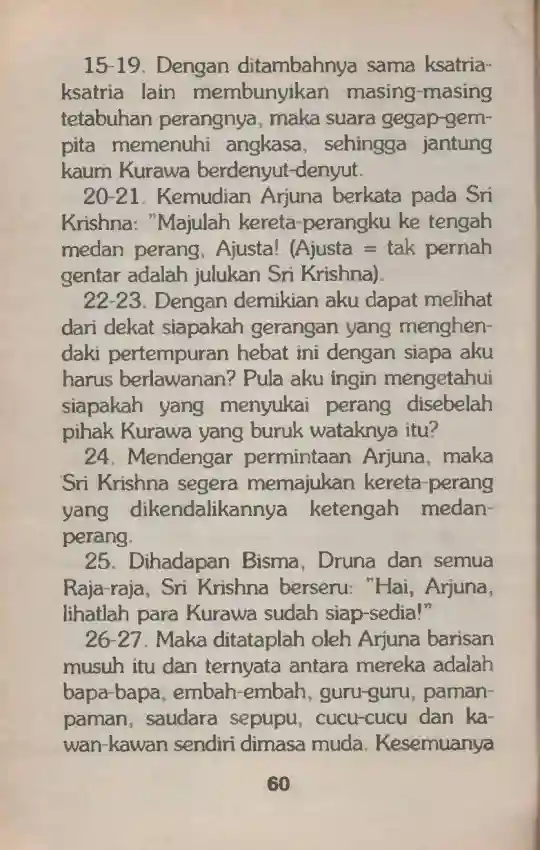 15-19. Dengan ditambahnya sama ksatria-
ksatria lain membunyikan masing-masing
tetabuhan perangnya, maka suara gegap-gem-
pita memenuhi angkasa, sehingga jantung
kaum Kurawa berdenyut-denyut.
20-21. Kemudian Arjuna berkata pada Sri
Krishna: "Majulah kereta-perangku ke tengah
medan perang, Ajusta! (Ajusta = tak pernah
gentar adalah julukan Sri Krishna).
22-23. Dengan demikian aku dapat melihat
dari dekat siapakah gerangan yang menghen-
daki pertempuran hebat ini dengan siapa aku
harus berlawanan? Pula aku ingin mengetahui
siapakah yang menyukai perang disebelah
pihak Kurawa yang buruk wataknya itu?
24. Mendengar permintaan Arjuna, maka
Sri Krishna segera memajukan kereta-perang
yang dikendalikannya ketengah medan-
perang.
25. Dihadapan Bisma, Druna dan semua
Raja-raja, Sri Krishna berseru: "Hai, Arjuna,
lihatlah para Kurawa sudah siap-sedia!"
26-27. Maka ditataplah oleh Arjuna barisan
musuh itu dan ternyata antara mereka adalah
bapa-bapa, embah-embah, guru-guru, paman-
paman, saudara sepupu, cucu-cucu dan ka-
wan-kawan sendiri dimasa muda. Kesemuanya
60